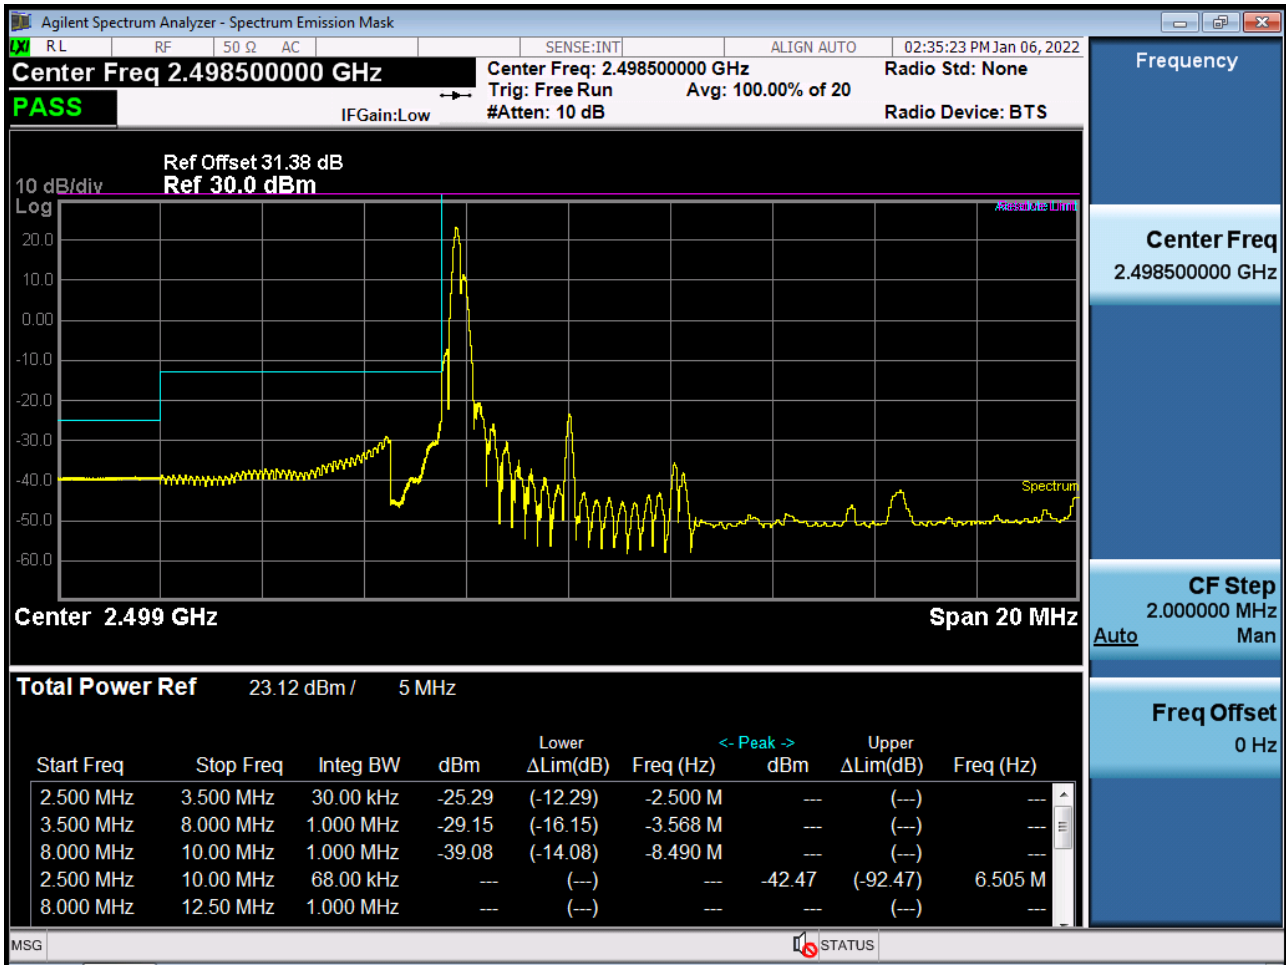 Agilent Spectrum Analyzer - Spectrum Emission Mask
LXI RL RF 50 Ω AC SENSE:INT ALIGN AUTO 02:35:23 PM Jan 06, 2022
Center Freq 2.498500000 GHz
Center Freq: 2.498500000 GHz Radio Std: None
Trig: Free Run Avg: 100.00% of 20
PASS
IFGain:Low #Atten: 10 dB Radio Device: BTS
Ref Offset 31.38 dB
10 dB/div Ref 30.0 dBm
Log
Absolute Limit
20.0
10.0
0.00
-10.0
-20.0
-30.0
-40.0
Spectrum
-50.0
-60.0
Center 2.499 GHz Span 20 MHz
Total Power Ref 23.12 dBm / 5 MHz
Lower <- Peak -> Upper
Start Freq Stop Freq Integ BW dBm ΔLim(dB) Freq (Hz) dBm ΔLim(dB) Freq (Hz)
2.500 MHz 3.500 MHz 30.00 kHz -25.29 (-12.29) -2.500 M --- (---) ---
3.500 MHz 8.000 MHz 1.000 MHz -29.15 (-16.15) -3.568 M --- (---) ---
8.000 MHz 10.00 MHz 1.000 MHz -39.08 (-14.08) -8.490 M --- (---) ---
2.500 MHz 10.00 MHz 68.00 kHz --- (---) --- -42.47 (-92.47) 6.505 M
8.000 MHz 12.50 MHz 1.000 MHz --- (---) --- --- (---) ---
MSG STATUS
Frequency
Center Freq
2.498500000 GHz
CF Step
2.000000 MHz
Auto Man
Freq Offset
0 Hz